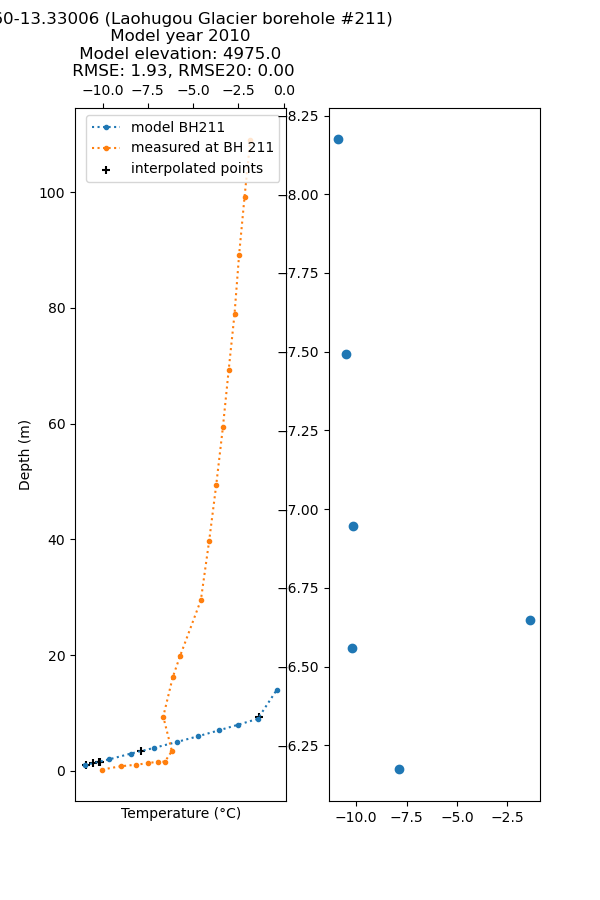 60-13.33006 (Laohugou Glacier borehole #211)
Model year 2010
Model elevation: 4975.0
RMSE: 1.93, RMSE20: 0.00
−10.0 −7.5 −5.0 −2.5 0.0
model BH211
measured at BH 211
interpolated points
100
80
60
40
20
0
Depth (m)
Temperature (°C)
−8.25
−8.00
−7.75
−7.50
−7.25
−7.00
−6.75
−6.50
−6.25
−10.0 −7.5 −5.0 −2.5